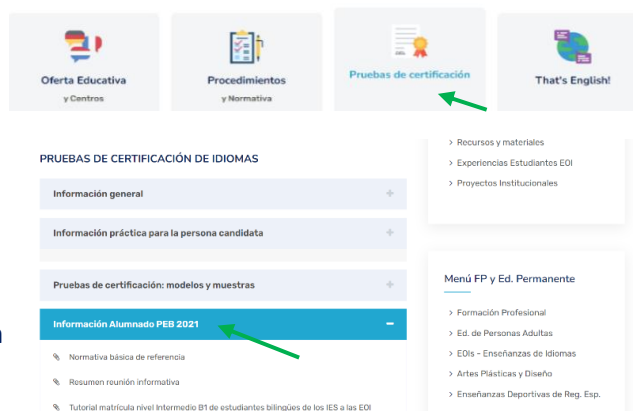 Oferta Educativa
y Centros
Procedimientos
y Normativa
Pruebas de certificación
That's English!
PRUEBAS DE CERTIFICACIÓN DE IDIOMAS
Información general
Información práctica para la persona candidata
Pruebas de certificación: modelos y muestras
Información Alumnado PEB 2021
Normativa básica de referencia
Resumen reunión informativa
Tutorial matrícula nivel Intermedio B1 de estudiantes bilingües de los IES a las EOI
> Recursos y materiales
> Experiencias Estudiantes EOI
> Proyectos Institucionales
Menú FP y Ed. Permanente
> Formación Profesional
> Ed. de Personas Adultas
> EOIs - Enseñanzas de Idiomas
> Artes Plásticas y Diseño
> Enseñanzas Deportivas de Reg. Esp.